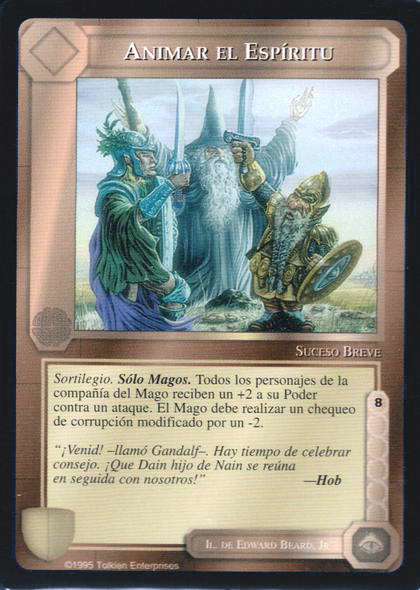 Animar el Espíritu
Suceso Breve
Sortilegio. Sólo Magos. Todos los personajes de la
compañía del Mago reciben un +2 a su Poder
contra un ataque. El Mago debe realizar un chequeo
de corrupción modificado por un -2.
8
“¡Venid! –llamó Gandalf–. Hay tiempo de celebrar
consejo. ¡Que Dain hijo de Nain se reúna
en seguida con nosotros!” —Hob
Il. de Edward Beard, Jr.
©1995 Tolkien Enterprises